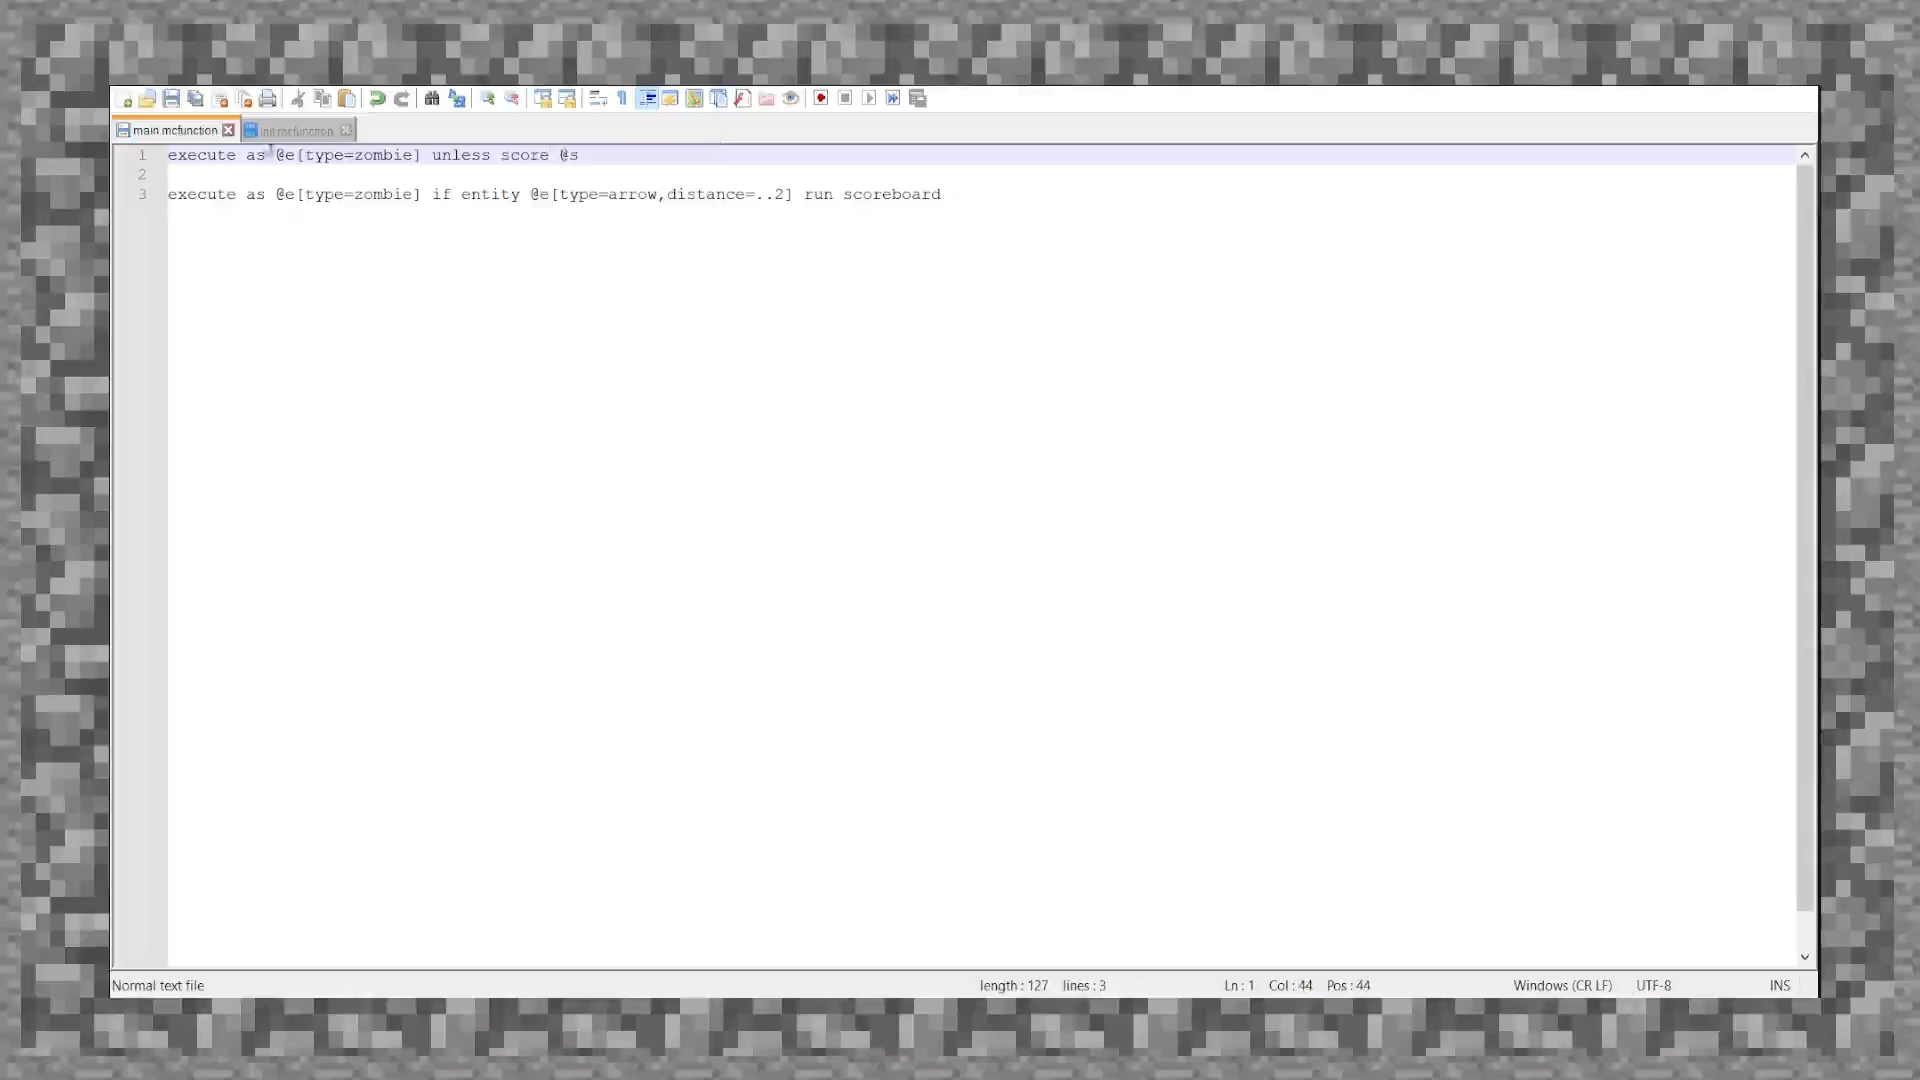 main.mcfunction init.mcfunction
1 execute as @e[type=zombie] unless score @s
2
3 execute as @e[type=zombie] if entity @e[type=arrow,distance=..2] run scoreboard
Normal text file length : 127 lines : 3 Ln : 1 Col : 44 Pos : 44 Windows (CR LF) UTF-8 INS